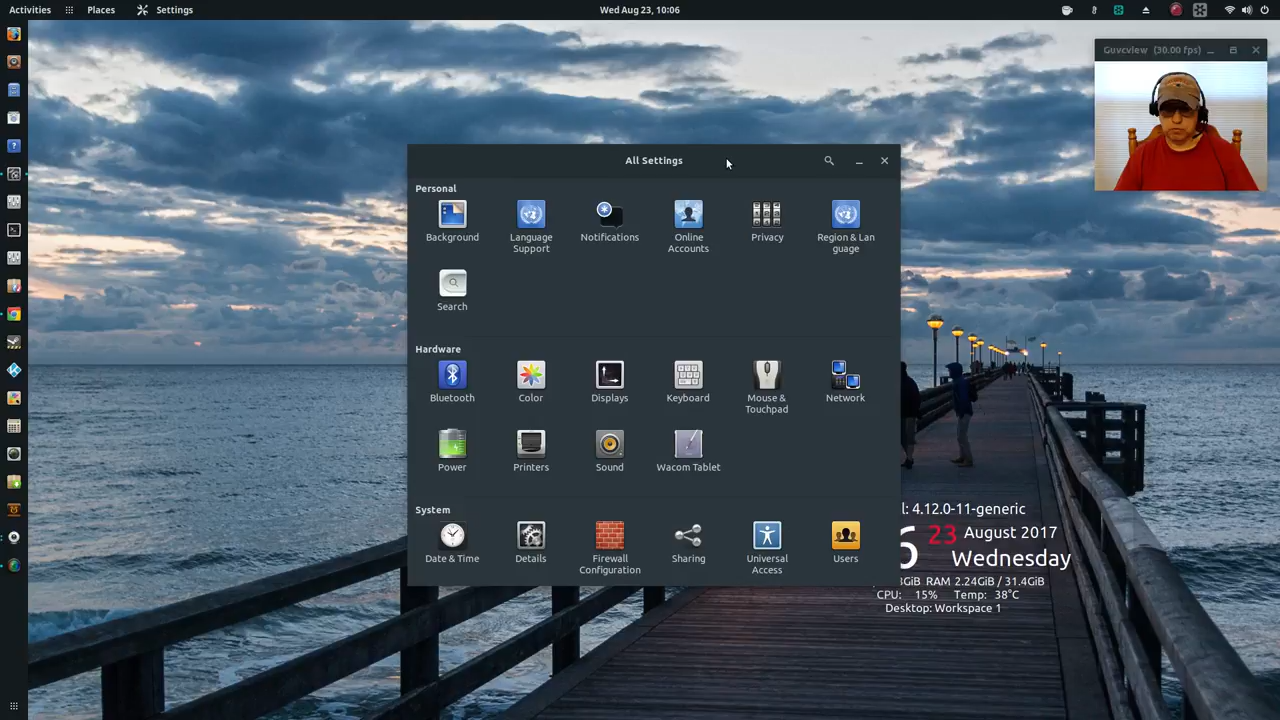 Activities
Places
Settings
Wed Aug 23, 10:06
Guvcview (30.00 fps)
All Settings
Personal
Background
Language
Support
Notifications
Online
Accounts
Privacy
Region & Lan
guage
Search
Hardware
Bluetooth
Color
Displays
Keyboard
Mouse &
Touchpad
Network
Power
Printers
Sound
Wacom Tablet
System
Date & Time
Details
Firewall
Configuration
Sharing
Universal
Access
Users
l: 4.12.0-11-generic
6
23 August 2017
Wednesday
GiB RAM 2.24GiB / 31.4GiB
CPU: 15% Temp: 38°C
Desktop: Workspace 1